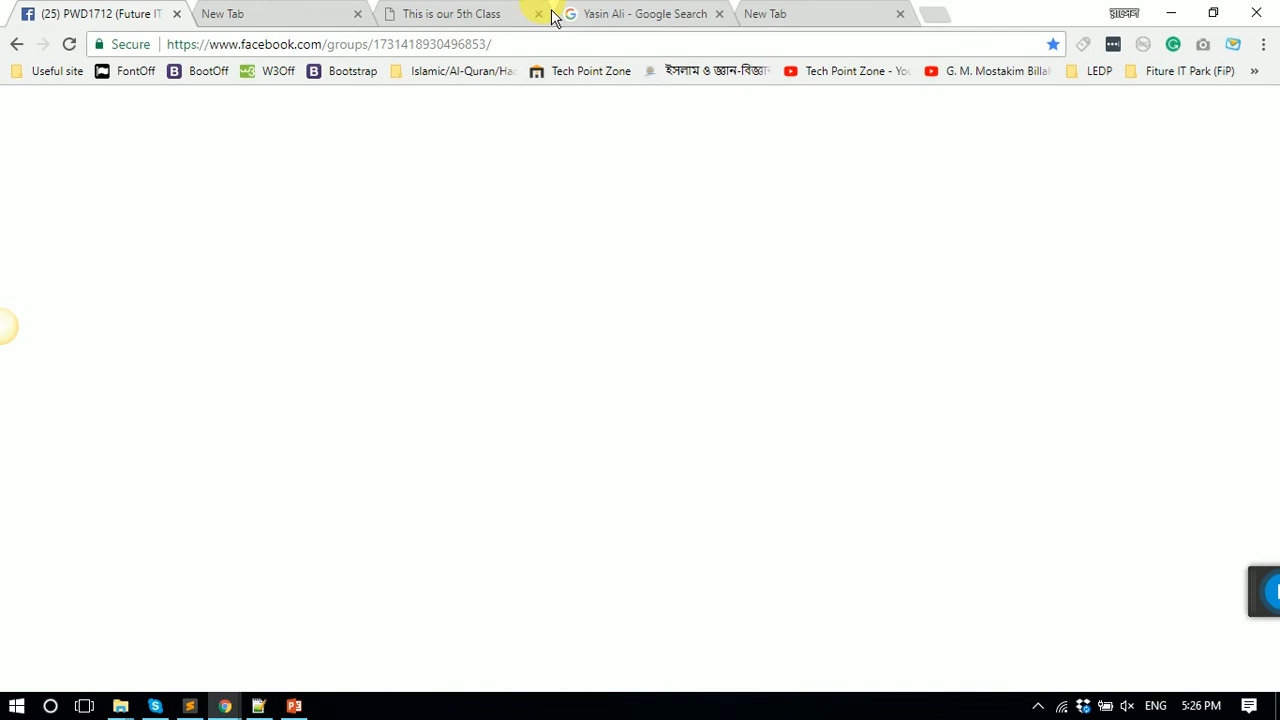 (25) PWD1712 (Future IT
New Tab
This is our 5th Class
Yasin Ali - Google Search
New Tab
Secure
https://www.facebook.com/groups/1731418930496853/
Useful site
FontOff
BootOff
W3Off
Bootstrap
Islamic/Al-Quran/Ha
Tech Point Zone
ইসলাম ও জ্ঞান-বিজ্ঞা
Tech Point Zone - You
G. M. Mostakim Billa
LEDP
Fiture IT Park (FiP)
»
ENG
5:26 PM